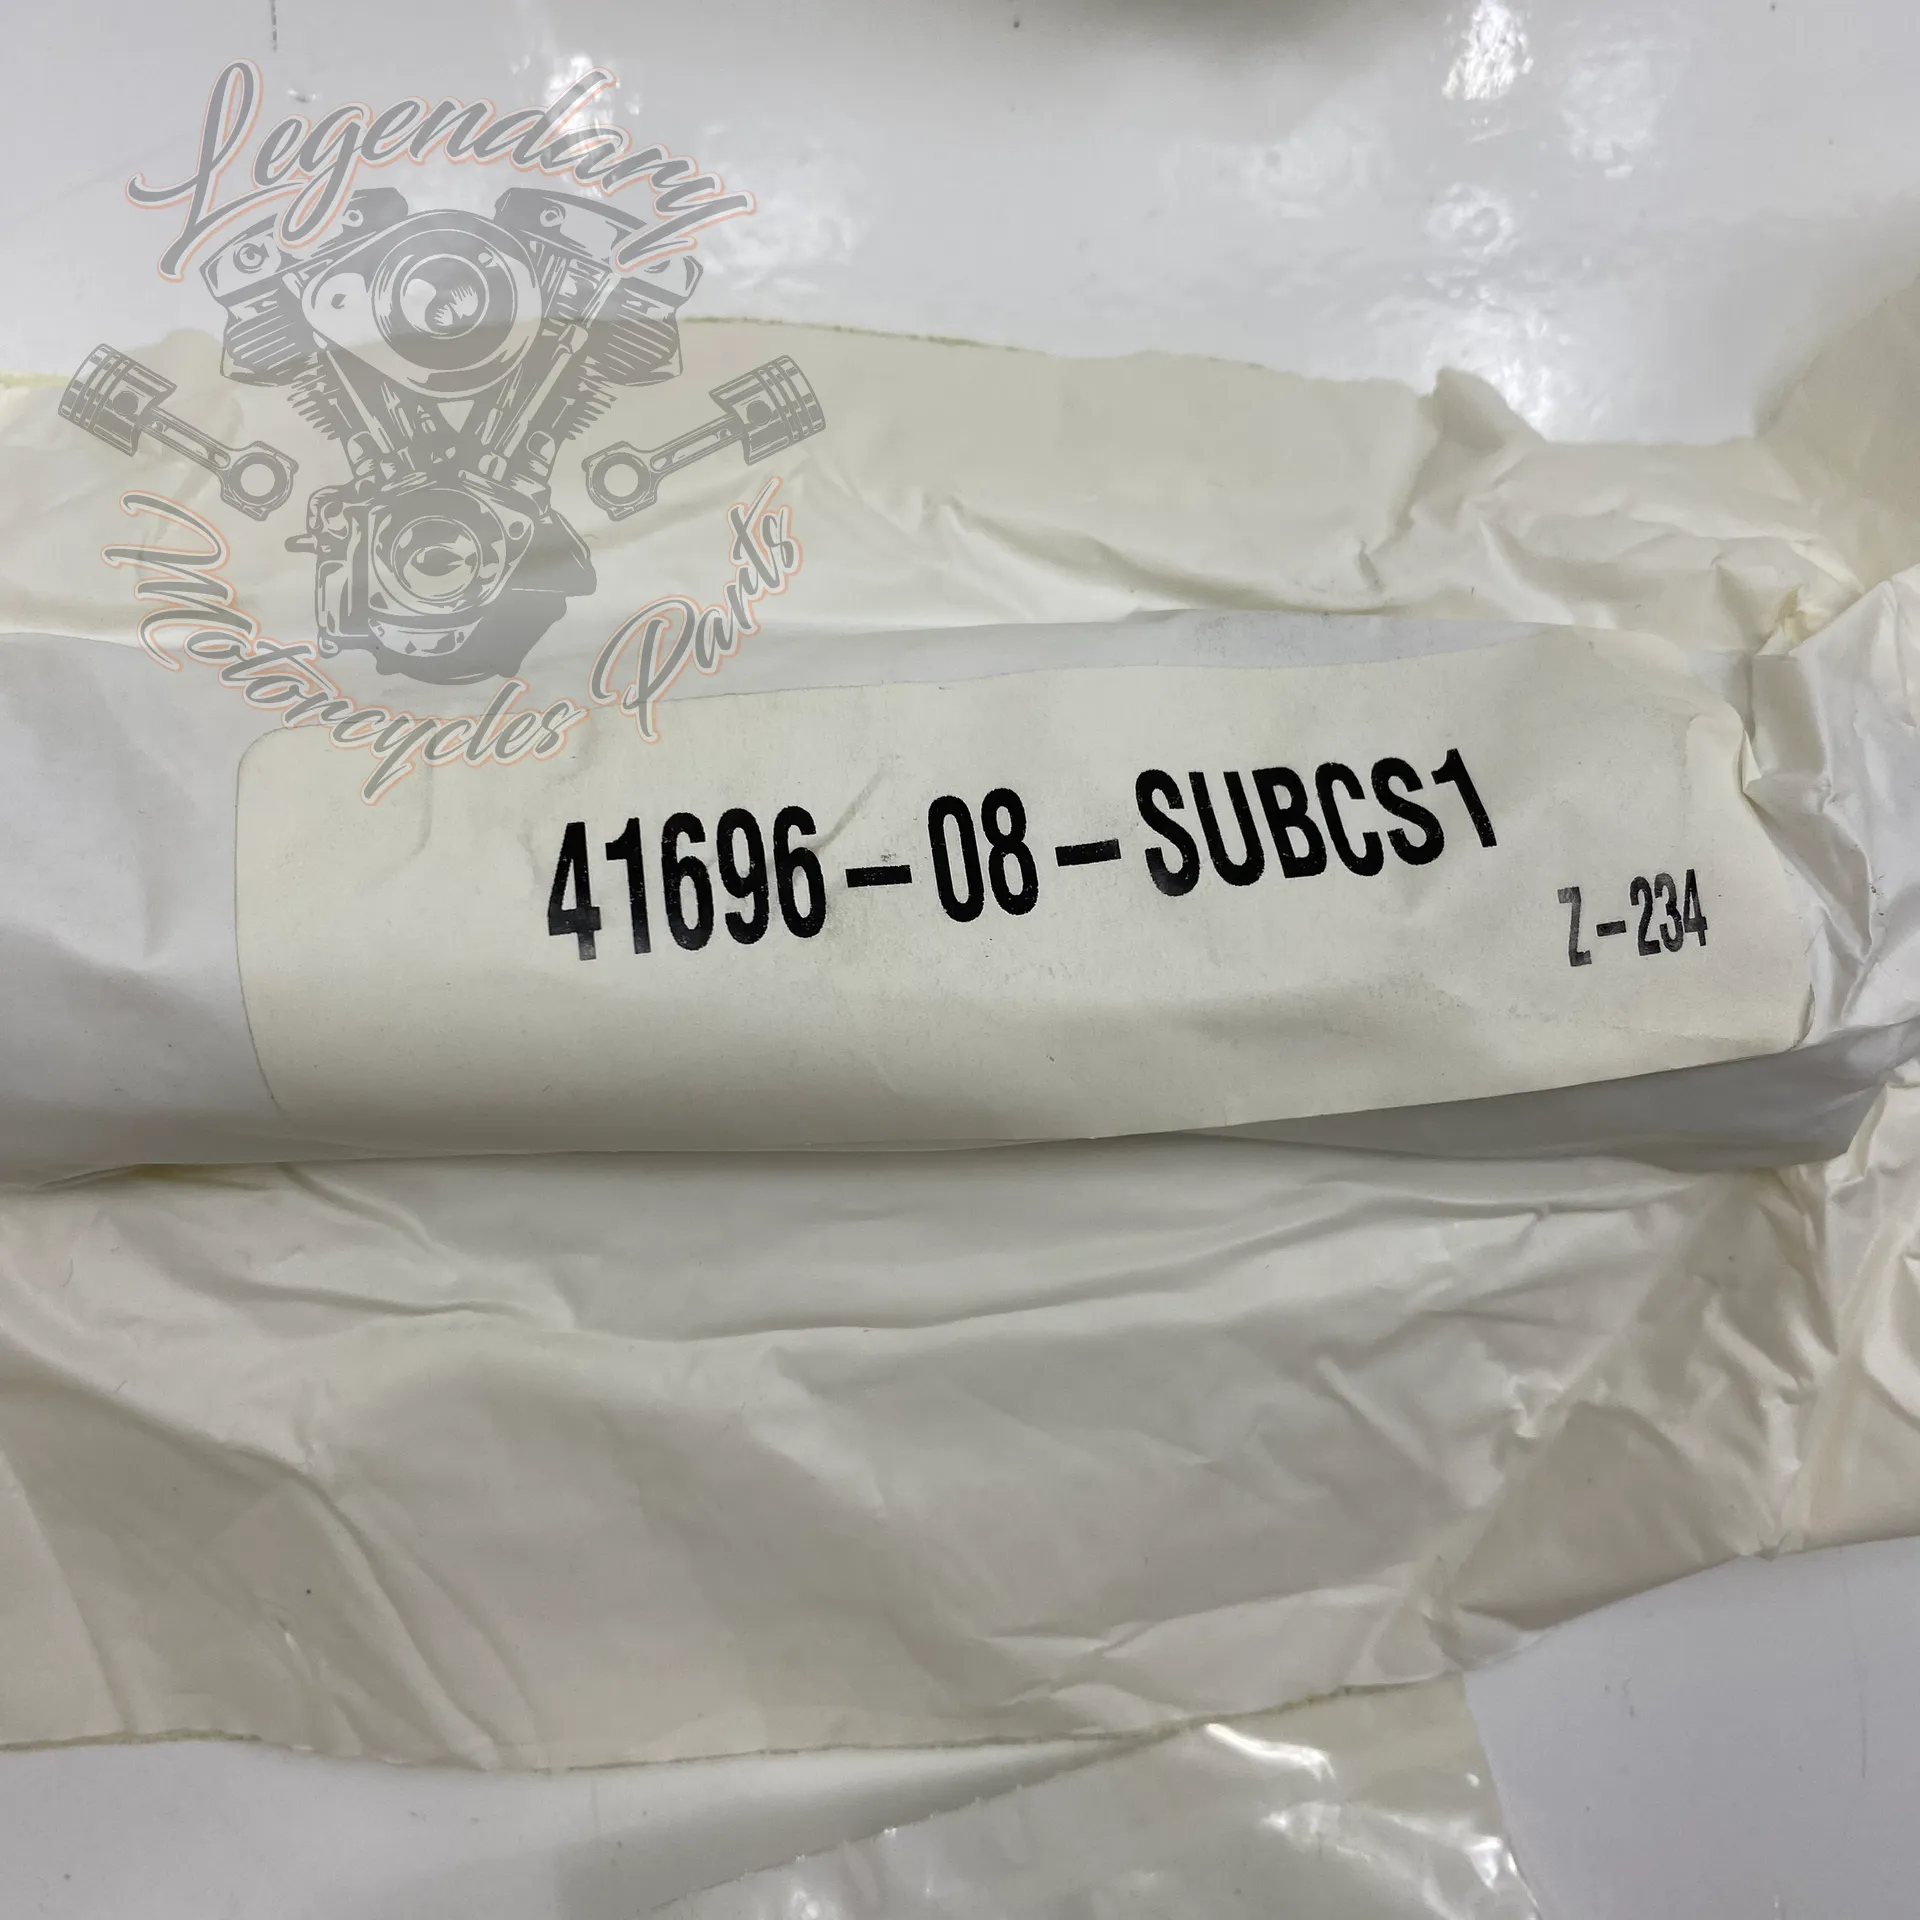 Legendary
Motorcycles Parts
41696-08-SUBCS1
Z-234